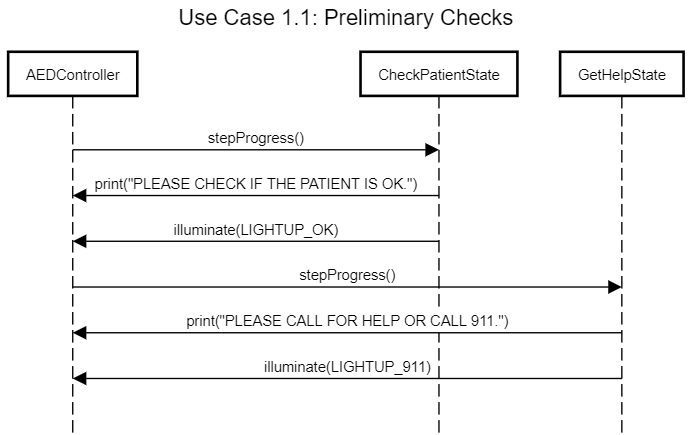 Use Case 1.1: Preliminary Checks
AEDController
CheckPatientState
GetHelpState
stepProgress()
print("PLEASE CHECK IF THE PATIENT IS OK.")
illuminate(LIGHTUP_OK)
stepProgress()
print("PLEASE CALL FOR HELP OR CALL 911.")
illuminate(LIGHTUP_911)